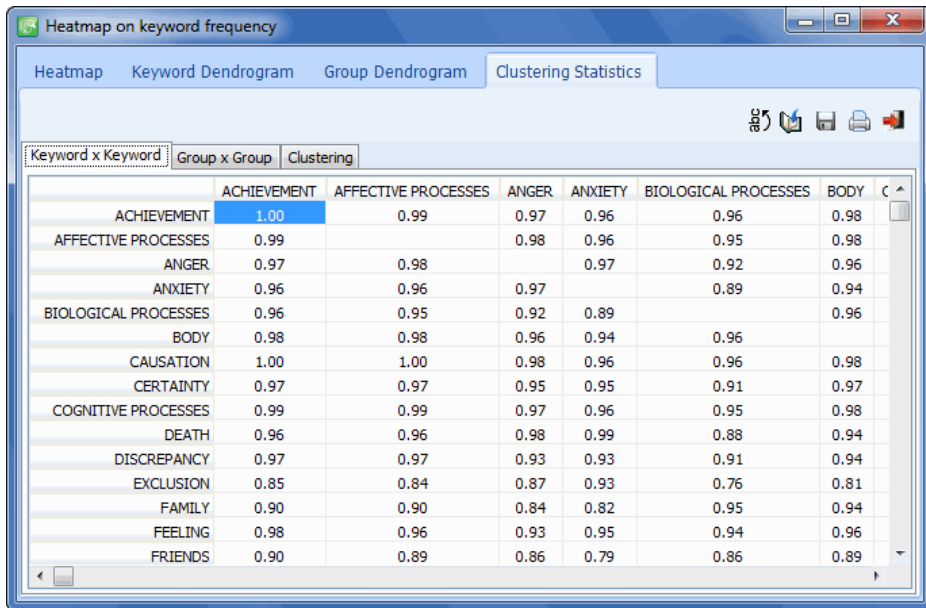 Heatmap on keyword frequency
Heatmap Keyword Dendrogram Group Dendrogram Clustering Statistics
abc
Keyword x Keyword Group x Group Clustering
ACHIEVEMENT AFFECTIVE PROCESSES ANGER ANXIETY BIOLOGICAL PROCESSES BODY C
ACHIEVEMENT 1.00 0.99 0.97 0.96 0.96 0.98
AFFECTIVE PROCESSES 0.99 0.98 0.96 0.95 0.98
ANGER 0.97 0.98 0.97 0.92 0.96
ANXIETY 0.96 0.96 0.97 0.89 0.94
BIOLOGICAL PROCESSES 0.96 0.95 0.92 0.89 0.96
BODY 0.98 0.98 0.96 0.94 0.96
CAUSATION 1.00 1.00 0.98 0.96 0.96 0.98
CERTAINTY 0.97 0.97 0.95 0.95 0.91 0.97
COGNITIVE PROCESSES 0.99 0.99 0.97 0.96 0.95 0.98
DEATH 0.96 0.96 0.98 0.99 0.88 0.94
DISCREPANCY 0.97 0.97 0.93 0.93 0.91 0.94
EXCLUSION 0.85 0.84 0.87 0.93 0.76 0.81
FAMILY 0.90 0.90 0.84 0.82 0.95 0.94
FEELING 0.98 0.96 0.93 0.95 0.94 0.96
FRIENDS 0.90 0.89 0.86 0.79 0.86 0.89